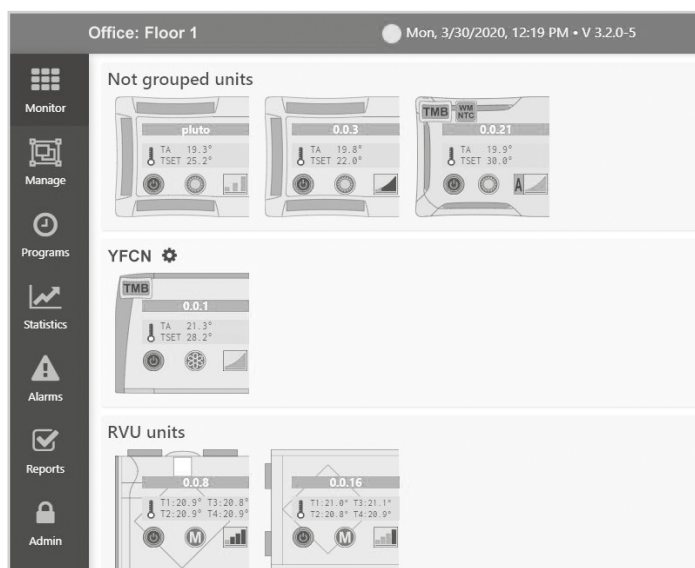 Office: Floor 1
Mon, 3/30/2020, 12:19 PM • V 3.2.0-5
Monitor
Manage
Programs
Statistics
Alarms
Reports
Admin
Not grouped units
pluto
TA 19.3°
TSET 25.2°
0.0.3
TA 19.8°
TSET 22.0°
TMB
WM
NTC
0.0.21
TA 19.9°
TSET 30.0°
A
YFCN
TMB
0.0.1
TA 21.3°
TSET 28.2°
RVU units
0.0.8
T1:20.9° T3:20.8°
T2:20.9° T4:20.9°
M
0.0.16
T1:21.0° T3:21.1°
T2:20.8° T4:20.9°
M